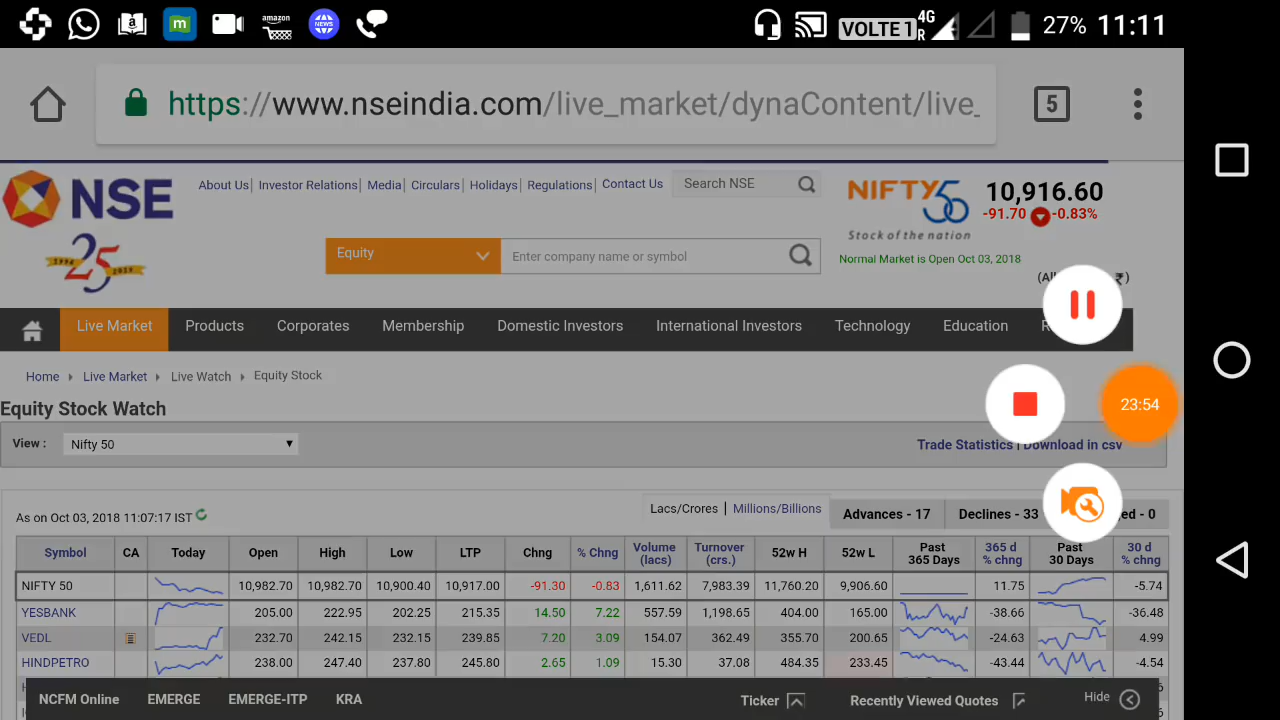 amazon NEWS VOLTE 1 4G R 27% 11:11
https://www.nseindia.com/live_market/dynaContent/live_ 5
NSE
1994 25 2019
About Us | Investor Relations | Media | Circulars | Holidays | Regulations | Contact Us Search NSE
NIFTY 50 10,916.60
-91.70 -0.83%
Stock of the nation
Equity Enter company name or symbol
Normal Market is Open Oct 03, 2018
(All ₹)
Live Market Products Corporates Membership Domestic Investors International Investors Technology Education
Home Live Market Live Watch Equity Stock
Equity Stock Watch
23:54
View : Nifty 50 Trade Statistics | Download in csv
As on Oct 03, 2018 11:07:17 IST Lacs/Crores | Millions/Billions Advances - 17 Declines - 33 ed - 0
Symbol CA Today Open High Low LTP Chng % Chng Volume (lacs) Turnover (crs.) 52w H 52w L Past 365 Days 365 d % chng Past 30 Days 30 d % chng
NIFTY 50 10,982.70 10,982.70 10,900.40 10,917.00 -91.30 -0.83 1,611.62 7,983.39 11,760.20 9,906.60 11.75 -5.74
YESBANK 205.00 222.95 202.25 215.35 14.50 7.22 557.59 1,198.65 404.00 165.00 -38.66 -36.48
VEDL 232.70 242.15 232.15 239.85 7.20 3.09 154.07 362.49 355.70 200.65 -24.63 4.99
HINDPETRO 238.00 247.40 237.80 245.80 2.65 1.09 15.30 37.08 484.35 233.45 -43.44 -4.54
NCFM Online EMERGE EMERGE-ITP KRA Ticker Recently Viewed Quotes Hide